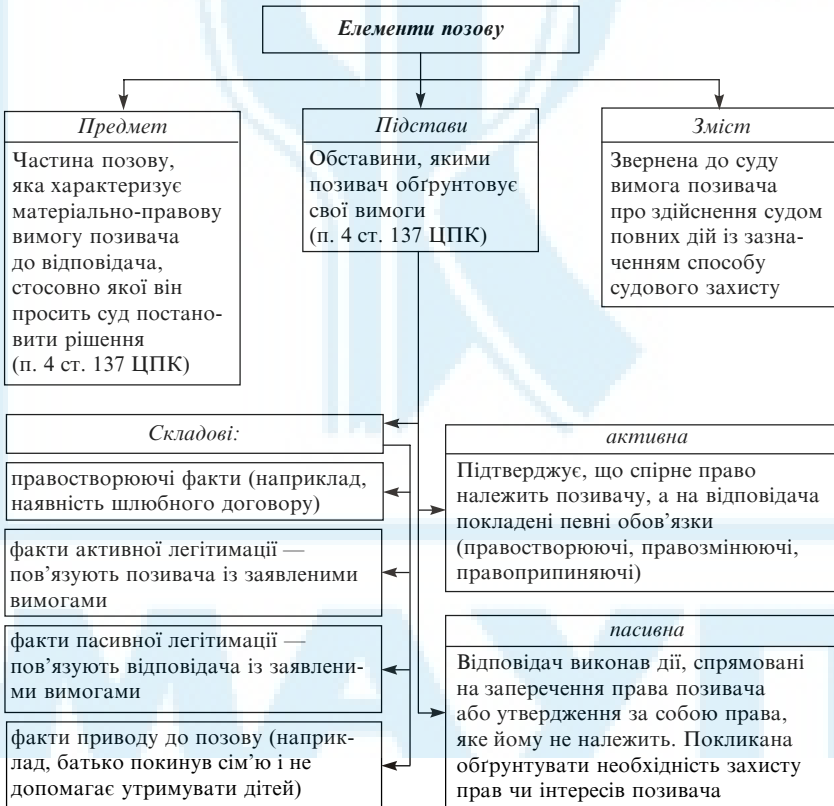 Елементи позову
Предмет
Частина позову,
яка характеризує
матеріально-правову
вимогу позивача
до відповідача,
стосовно якої він
просить суд постано-
вити рішення
(п. 4 ст. 137 ЦПК)
Підстави
Обставини, якими
позивач обґрунтовує
свої вимоги
(п. 4 ст. 137 ЦПК)
Зміст
Звернена до суду
вимога позивача
про здійснення судом
повних дій із зазна-
ченням способу
судового захисту
Складові:
правостворюючі факти (наприклад,
наявність шлюбного договору)
факти активної легітимації —
пов’язують позивача із заявленими
вимогами
факти пасивної легітимації —
пов’язують відповідача із заявлени-
ми вимогами
факти приводу до позову (наприк-
лад, батько покинув сім’ю і не
допомагає утримувати дітей)
активна
Підтверджує, що спірне право
належить позивачу, а на відповідача
покладені певні обов’язки
(правостворюючі, правозмінюючі,
правоприпиняючі)
пасивна
Відповідач виконав дії, спрямовані
на заперечення права позивача
або утвердження за собою права,
яке йому не належить. Покликана
обґрунтувати необхідність захисту
прав чи інтересів позивача
МАУП